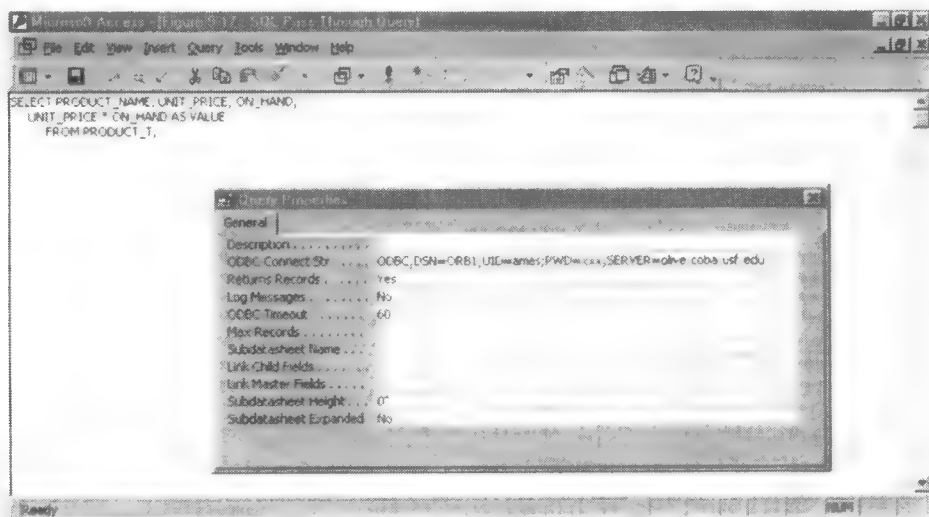 Microsoft Access - [Figure 9.17 - SQL Pass Through Query]
File Edit View Insert Query Tools Window Help
SELECT PRODUCT_NAME, UNIT_PRICE, ON_HAND,
UNIT_PRICE * ON_HAND AS VALUE
FROM PRODUCT_T,
Query Properties
General
Description . . . . . . . . . .
ODBC Connect Str . . . . ODBC,DSN=ORB1,UID=ames;PWD=xxx,SERVER=olive coba usf edu
Returns Records . . . . . Yes
Log Messages . . . . . . . No
ODBC Timeout . . . . . . 60
Max Records . . . . . . . .
Subdatasheet Name . . . .
Link Child Fields . . . . . .
Link Master Fields . . . . .
Subdatasheet Height . . . 0"
Subdatasheet Expanded No
Ready
NUM